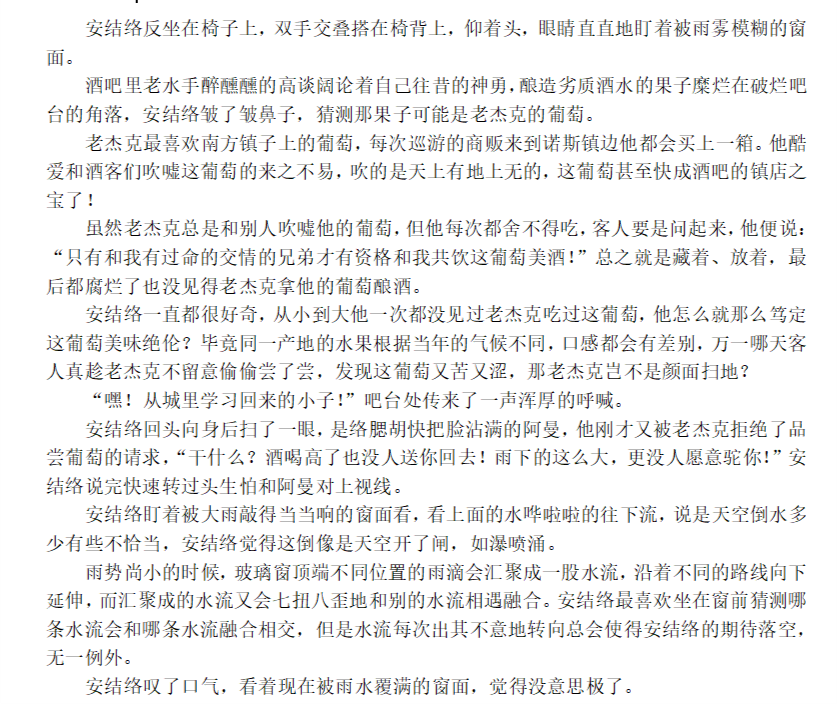 安结络反坐在椅子上，双手交叠搭在椅背上，仰着头，眼睛直直地盯着被雨雾模糊的窗
面。
酒吧里老水手醉醺醺的高谈阔论着自己往昔的神勇，酿造劣质酒水的果子糜烂在破烂吧
台的角落，安结络皱了皱鼻子，猜测那果子可能是老杰克的葡萄。
老杰克最喜欢南方镇子上的葡萄，每次巡游的商贩来到诺斯镇边他都会买上一箱。他酷
爱和酒客们吹嘘这葡萄的来之不易，吹的是天上有地上无的，这葡萄甚至快成酒吧的镇店之
宝了！
虽然老杰克总是和别人吹嘘他的葡萄，但他每次都舍不得吃，客人要是问起来，他便说：
“只有和我有过命的交情的兄弟才有资格和我共饮这葡萄美酒！”总之就是藏着、放着，最
后都腐烂了也没见得老杰克拿他的葡萄酿酒。
安结络一直都很好奇，从小到大他一次都没见过老杰克吃过这葡萄，他怎么就那么笃定
这葡萄美味绝伦？毕竟同一产地的水果根据当年的气候不同，口感都会有差别，万一哪天客
人真趁老杰克不留意偷偷尝了尝，发现这葡萄又苦又涩，那老杰克岂不是颜面扫地？
“嘿！从城里学习回来的小子！”吧台处传来了一声浑厚的呼喊。
安结络回头向身后扫了一眼，是络腮胡快把脸沾满的阿曼，他刚才又被老杰克拒绝了品
尝葡萄的请求，“干什么？酒喝高了也没人送你回去！雨下的这么大，更没人愿意驼你！”安
结络说完快速转过头生怕和阿曼对上视线。
安结络盯着被大雨敲得当当响的窗面看，看上面的水哗啦啦的往下流，说是天空倒水多
少有些不恰当，安结络觉得这倒像是天空开了闸，如瀑喷涌。
雨势尚小的时候，玻璃窗顶端不同位置的雨滴会汇聚成一股水流，沿着不同的路线向下
延伸，而汇聚成的水流又会七扭八歪地和别的水流相遇融合。安结络最喜欢坐在窗前猜测哪
条水流会和哪条水流融合相交，但是水流每次出其不意地转向总会使得安结络的期待落空，
无一例外。
安结络叹了口气，看着现在被雨水覆满的窗面，觉得没意思极了。